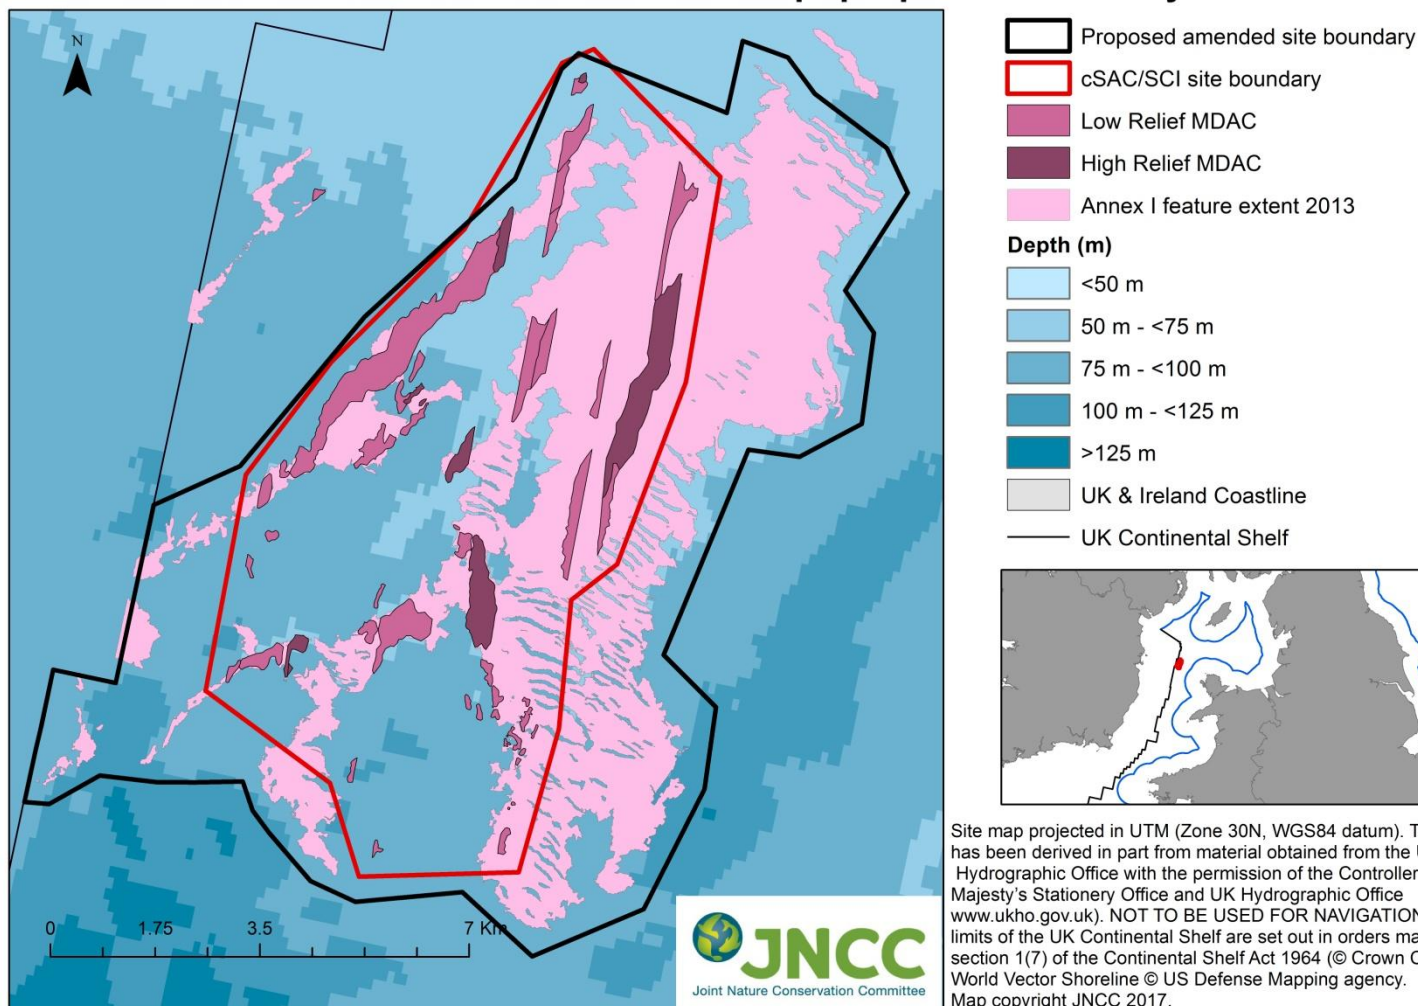 N
0 1.75 3.5 7 Km
JNCC
Joint Nature Conservation Committee
Proposed amended site boundary
cSAC/SCI site boundary
Low Relief MDAC
High Relief MDAC
Annex I feature extent 2013
Depth (m)
<50 m
50 m - <75 m
75 m - <100 m
100 m - <125 m
>125 m
UK & Ireland Coastline
UK Continental Shelf
Site map projected in UTM (Zone 30N, WGS84 datum). T
has been derived in part from material obtained from the U
Hydrographic Office with the permission of the Controller
Majesty's Stationery Office and UK Hydrographic Office
www.ukho.gov.uk). NOT TO BE USED FOR NAVIGATION
limits of the UK Continental Shelf are set out in orders ma
section 1(7) of the Continental Shelf Act 1964 (© Crown C
World Vector Shoreline © US Defense Mapping agency.
Map copyright JNCC 2017.